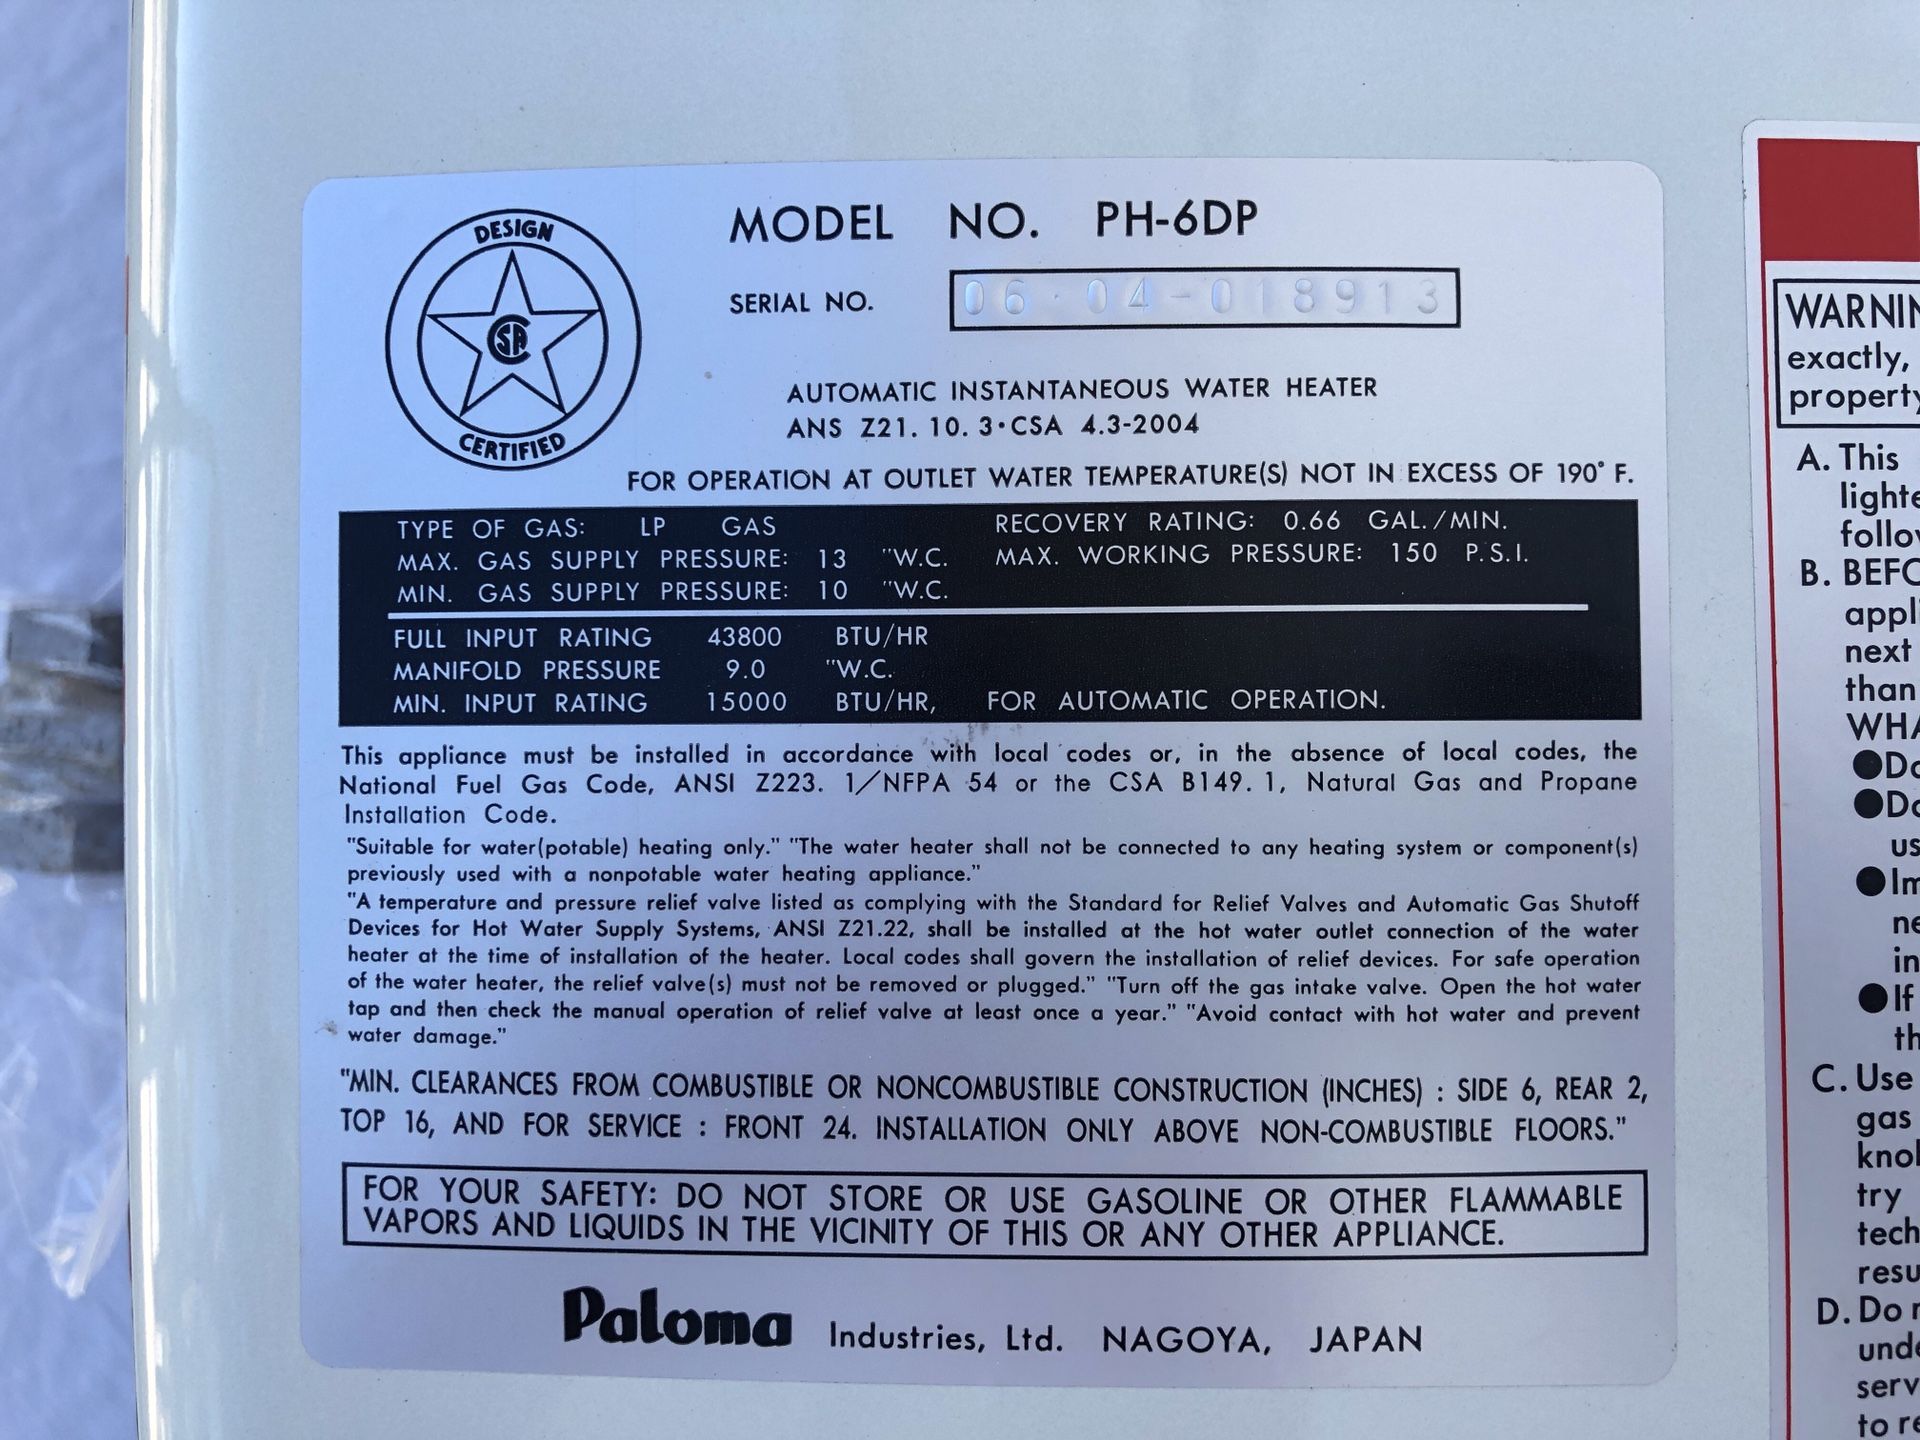 DESIGN
CSA
CERTIFIED
MODEL NO. PH-6DP
SERIAL NO. 06·04-018913
AUTOMATIC INSTANTANEOUS WATER HEATER
ANS Z21. 10. 3·CSA 4.3-2004
FOR OPERATION AT OUTLET WATER TEMPERATURE(S) NOT IN EXCESS OF 190° F.
TYPE OF GAS: LP GAS RECOVERY RATING: 0.66 GAL./MIN.
MAX. GAS SUPPLY PRESSURE: 13 "W.C. MAX. WORKING PRESSURE: 150 P.S.I.
MIN. GAS SUPPLY PRESSURE: 10 "W.C.
FULL INPUT RATING 43800 BTU/HR
MANIFOLD PRESSURE 9.0 "W.C.
MIN. INPUT RATING 15000 BTU/HR, FOR AUTOMATIC OPERATION.
This appliance must be installed in accordance with local codes or, in the absence of local codes, the
National Fuel Gas Code, ANSI Z223. 1/NFPA 54 or the CSA B149. 1, Natural Gas and Propane
Installation Code.
"Suitable for water(potable) heating only." "The water heater shall not be connected to any heating system or component(s)
previously used with a nonpotable water heating appliance."
"A temperature and pressure relief valve listed as complying with the Standard for Relief Valves and Automatic Gas Shutoff
Devices for Hot Water Supply Systems, ANSI Z21.22, shall be installed at the hot water outlet connection of the water
heater at the time of installation of the heater. Local codes shall govern the installation of relief devices. For safe operation
of the water heater, the relief valve(s) must not be removed or plugged." "Turn off the gas intake valve. Open the hot water
tap and then check the manual operation of relief valve at least once a year." "Avoid contact with hot water and prevent
water damage."
"MIN. CLEARANCES FROM COMBUSTIBLE OR NONCOMBUSTIBLE CONSTRUCTION (INCHES) : SIDE 6, REAR 2,
TOP 16, AND FOR SERVICE : FRONT 24. INSTALLATION ONLY ABOVE NON-COMBUSTIBLE FLOORS."
FOR YOUR SAFETY: DO NOT STORE OR USE GASOLINE OR OTHER FLAMMABLE
VAPORS AND LIQUIDS IN THE VICINITY OF THIS OR ANY OTHER APPLIANCE.
Paloma Industries, Ltd. NAGOYA, JAPAN
exactly,
A. This
B.
next
than
●
●
●
● If
C. Use
gas
try
D. Do